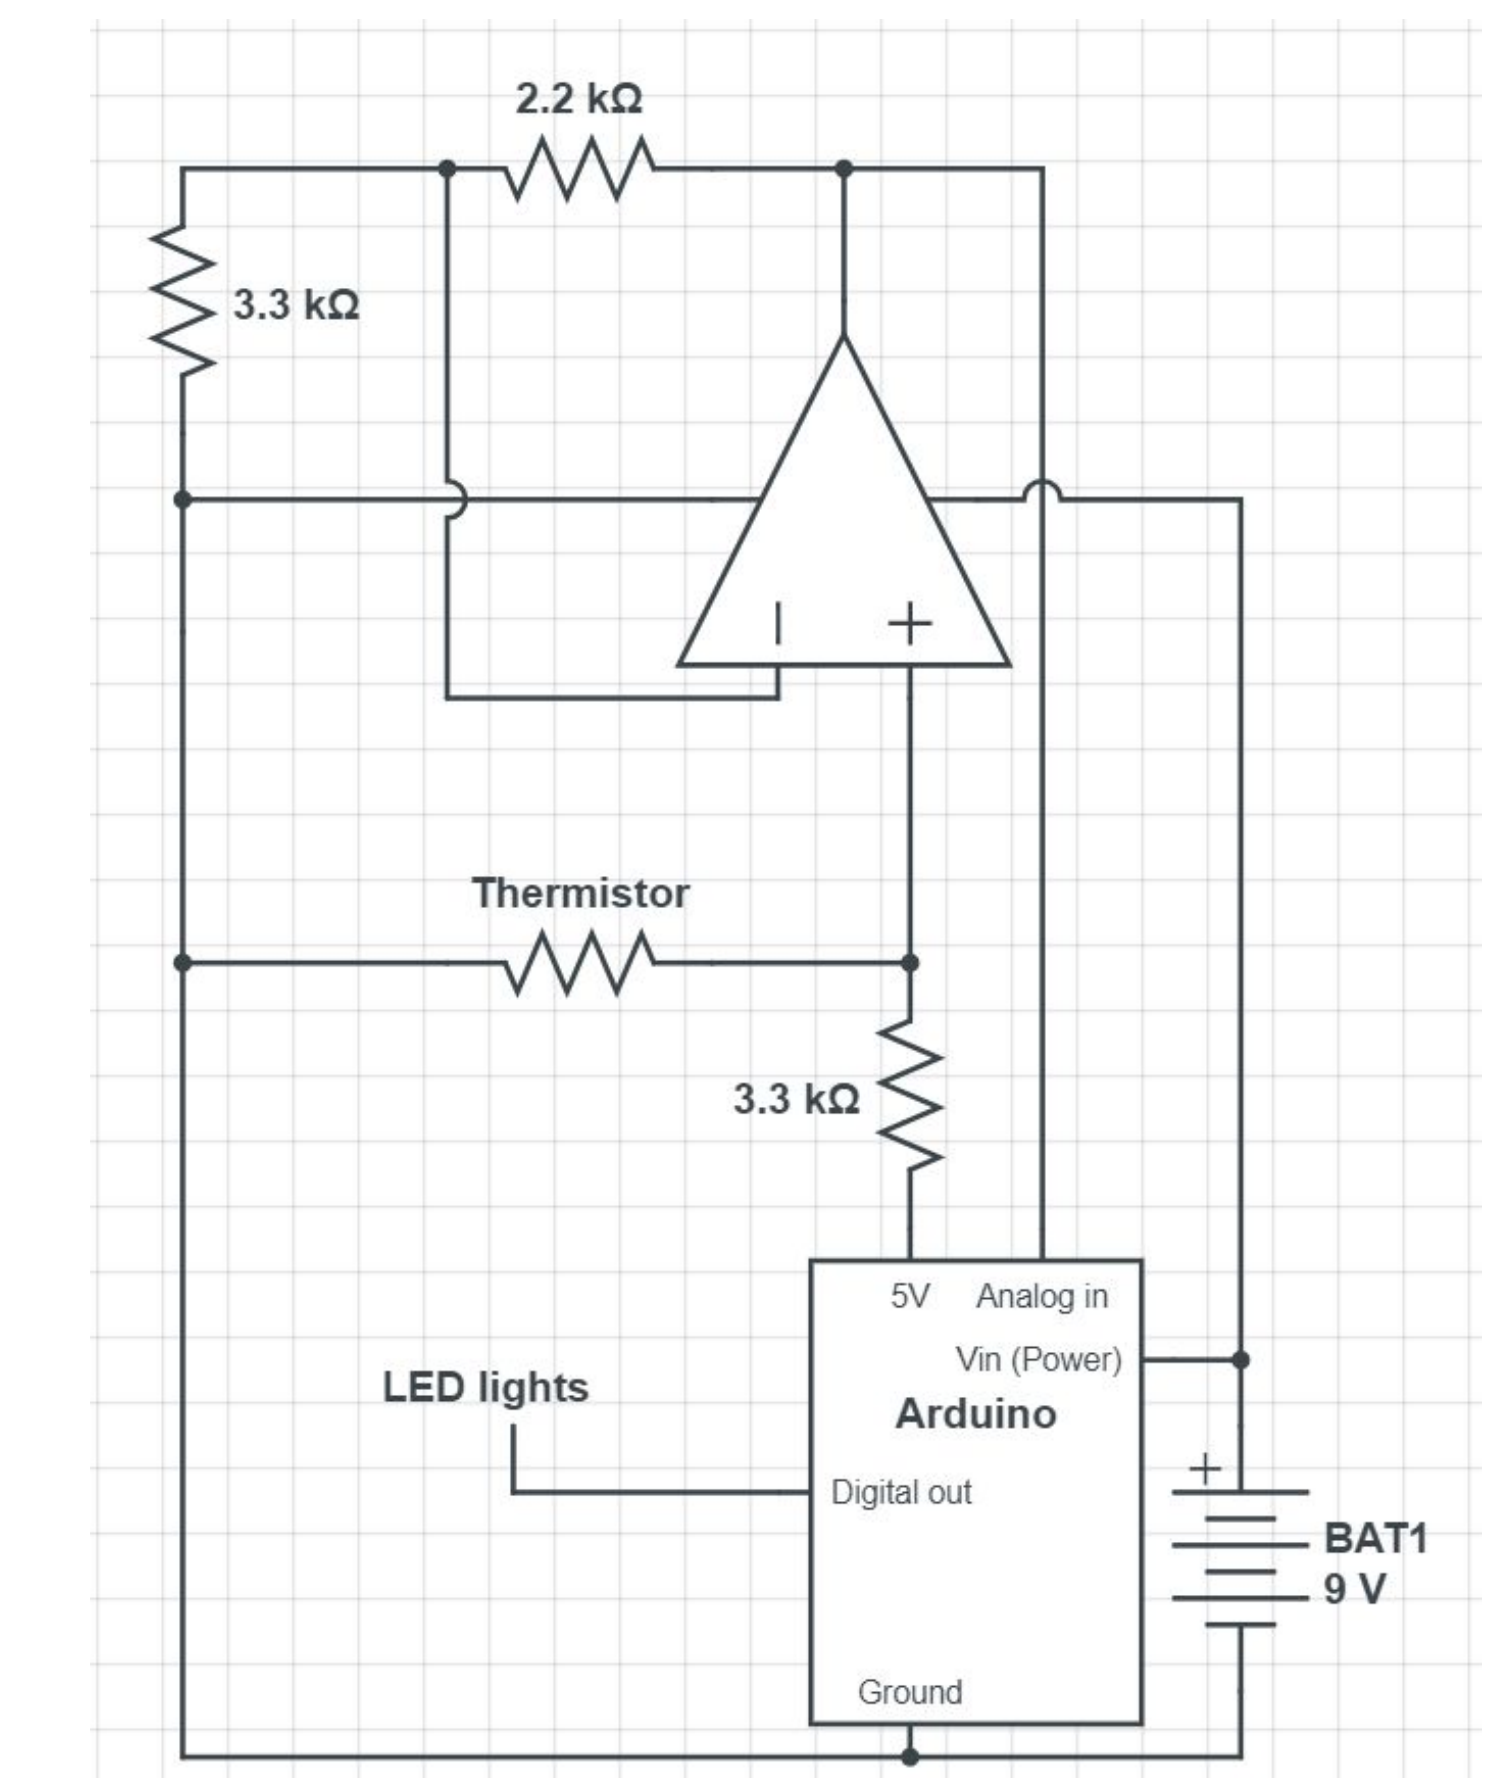 2.2 kΩ
3.3 kΩ
Thermistor
3.3 kΩ
5V Analog in
Vin (Power)
LED lights
Arduino
+
Digital out
BAT1
9 V
Ground